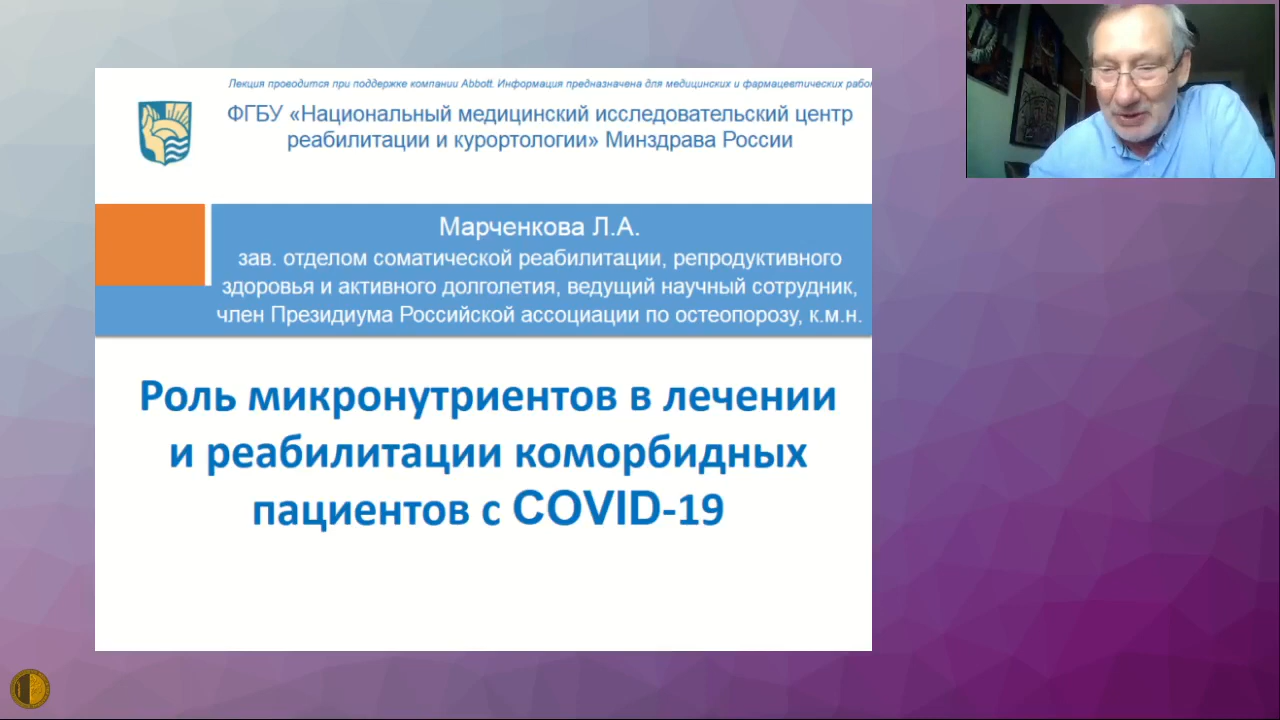 Лекция проводится при поддержке компании Abbott. Информация предназначена для медицинских и фармацевтических
ФГБУ «Национальный медицинский исследовательский центр
реабилитации и курортологии» Минздрава России
Марченкова Л.А.
зав. отделом соматической реабилитации, репродуктивного
здоровья и активного долголетия, ведущий научный сотрудник,
член Президиума Российской ассоциации по остеопорозу, к.м.н.
Роль микронутриентов в лечении
и реабилитации коморбидных
пациентов с COVID-19